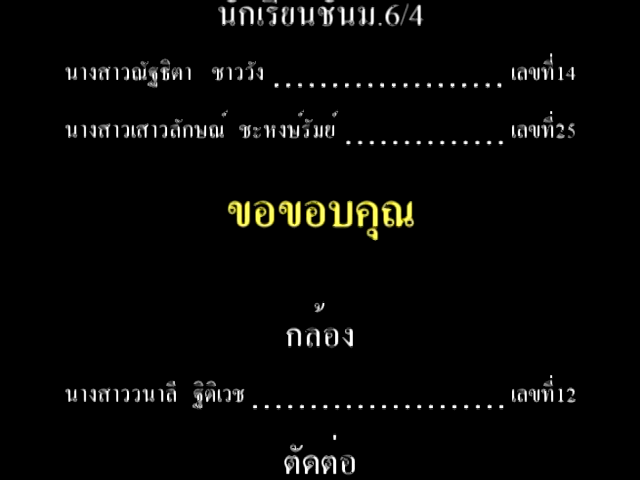 นักเรียนชั้นม.6/4
นางสาวณัฐธิตา ชาววัง ..................... เลขที่14
นางสาวเสาวลักษณ์ ชะหงษ์รัมย์ .............. เลขที่25
ขอขอบคุณ
กล้อง
นางสาววนาลี ฐิติเวช ...................... เลขที่12
ตัดต่อ